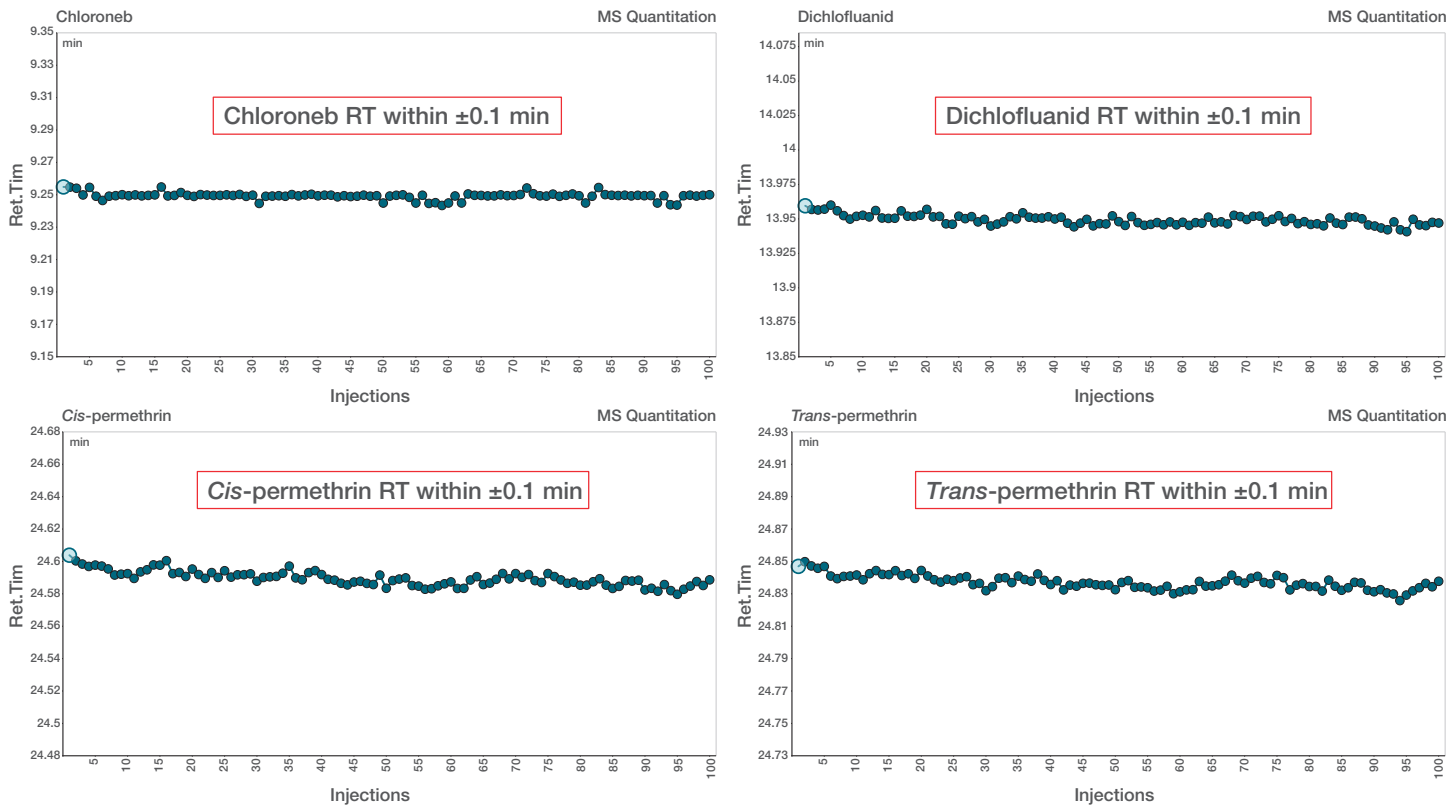 Chloroneb MS Quantitation
min
Chloroneb RT within ±0.1 min
Ret.Tim
9.35
9.33
9.31
9.29
9.27
9.25
9.23
9.21
9.19
9.17
9.15
5 10 15 20 25 30 35 40 45 50 55 60 65 70 75 80 85 90 95 100
Injections
Dichlofluanid MS Quantitation
min
Dichlofluanid RT within ±0.1 min
Ret.Tim
14.075
14.05
14.025
14
13.975
13.95
13.925
13.9
13.875
13.85
5 10 15 20 25 30 35 40 45 50 55 60 65 70 75 80 85 90 95 100
Injections
Cis-permethrin MS Quantitation
min
Cis-permethrin RT within ±0.1 min
Ret.Tim
24.68
24.66
24.64
24.62
24.6
24.58
24.56
24.54
24.52
24.5
24.48
5 10 15 20 25 30 35 40 45 50 55 60 65 70 75 80 85 90 95 100
Injections
Trans-permethrin MS Quantitation
min
Trans-permethrin RT within ±0.1 min
Ret.Tim
24.93
24.91
24.89
24.87
24.85
24.83
24.81
24.79
24.77
24.75
24.73
5 10 15 20 25 30 35 40 45 50 55 60 65 70 75 80 85 90 95 100
Injections